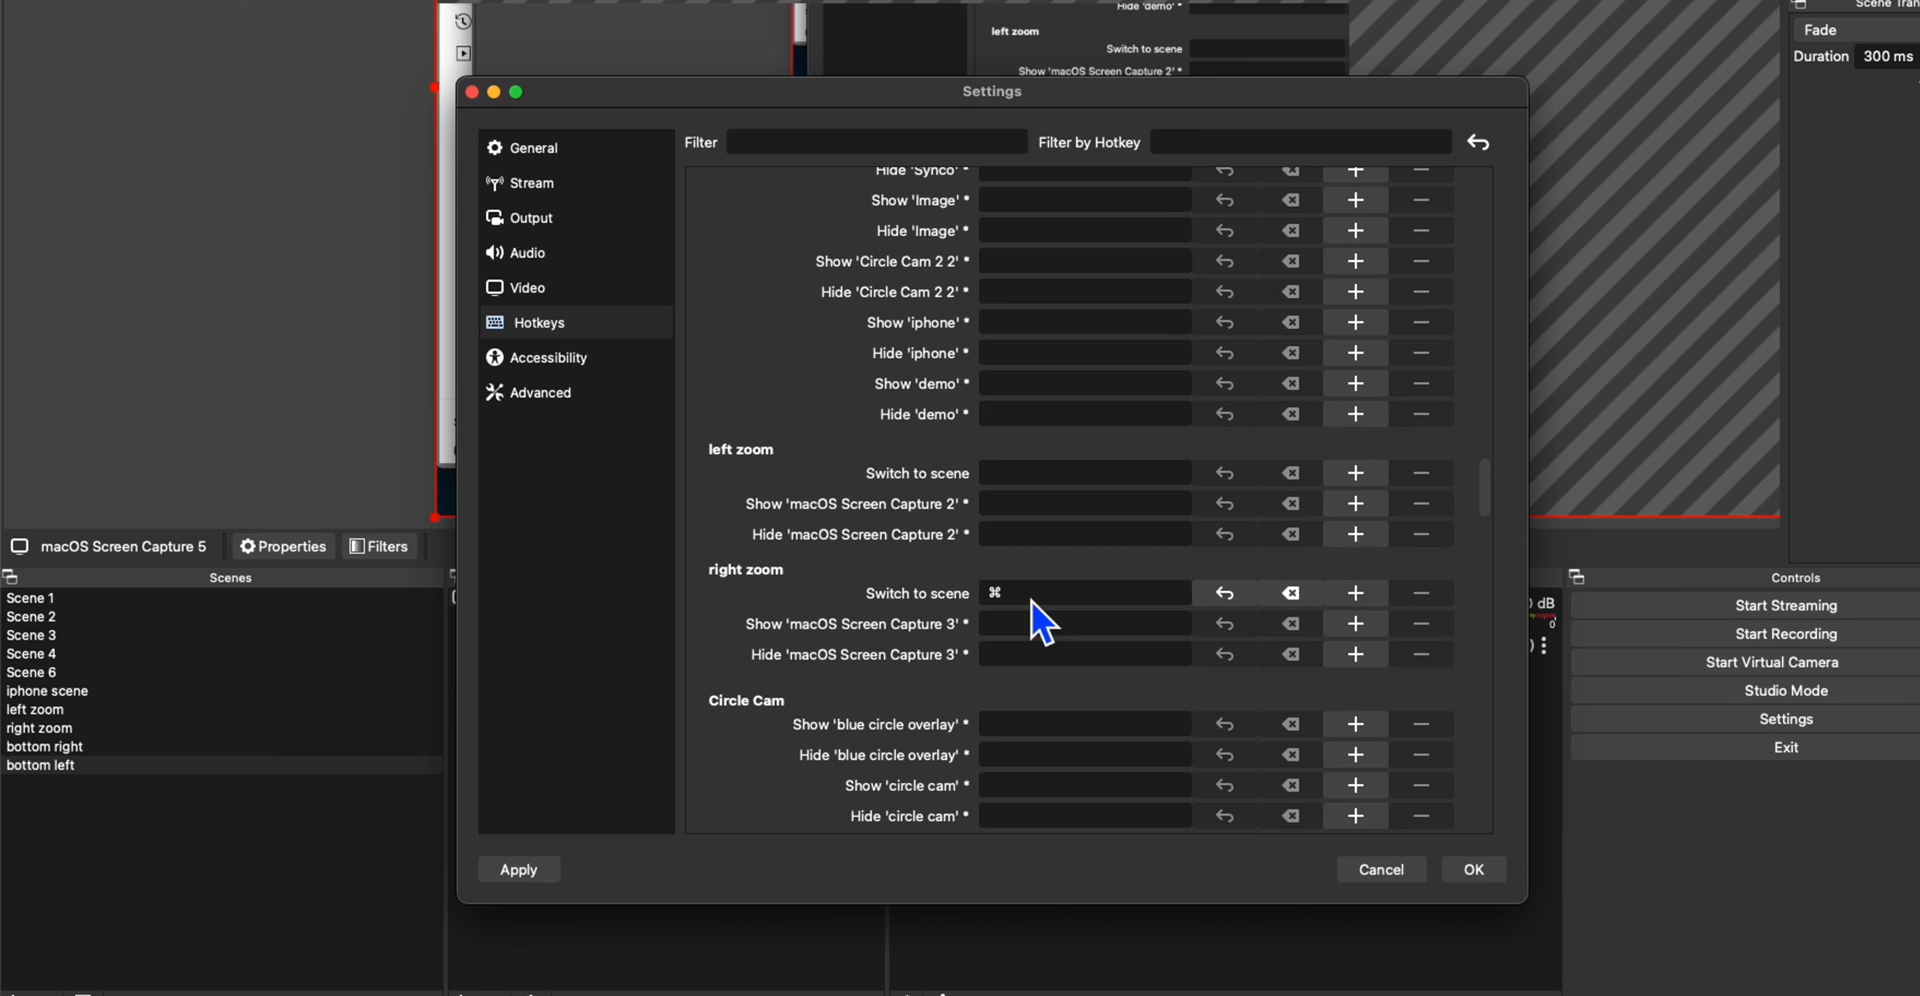 Hide 'demo' *
left zoom
Switch to scene
Show 'macOS Screen Capture 2' *
Fade
Duration 300 ms
Settings
General
Stream
Output
Audio
Video
Hotkeys
Accessibility
Advanced
Filter
Filter by Hotkey
Hide 'Synco' *
Show 'Image' *
Hide 'Image' *
Show 'Circle Cam 2 2' *
Hide 'Circle Cam 2 2' *
Show 'iphone' *
Hide 'iphone' *
Show 'demo' *
Hide 'demo' *
left zoom
Switch to scene
Show 'macOS Screen Capture 2' *
Hide 'macOS Screen Capture 2' *
right zoom
Switch to scene ⌘
Show 'macOS Screen Capture 3' *
Hide 'macOS Screen Capture 3' *
Circle Cam
Show 'blue circle overlay' *
Hide 'blue circle overlay' *
Show 'circle cam' *
Hide 'circle cam' *
Apply
Cancel
OK
macOS Screen Capture 5
Properties
Filters
Scenes
Scene 1
Scene 2
Scene 3
Scene 4
Scene 6
iphone scene
left zoom
right zoom
bottom right
bottom left
dB
0
Controls
Start Streaming
Start Recording
Start Virtual Camera
Studio Mode
Settings
Exit